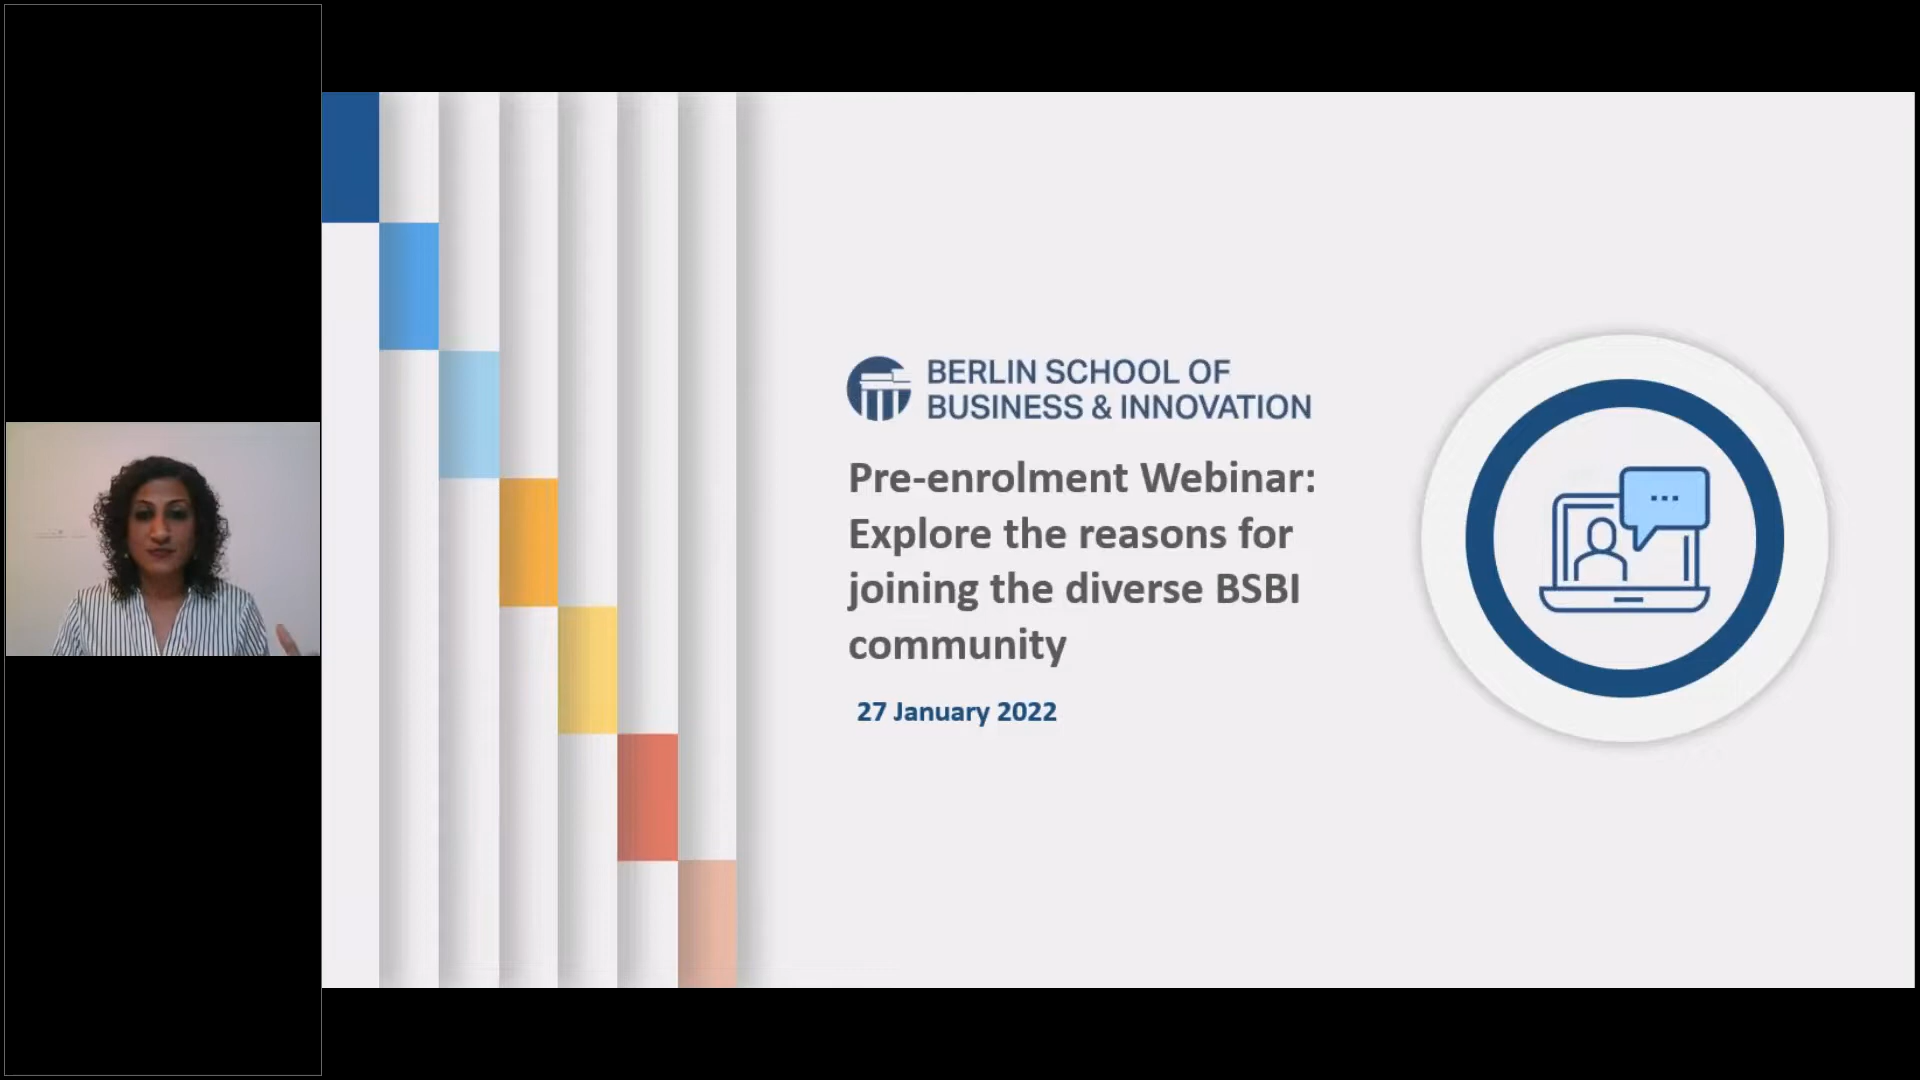 BERLIN SCHOOL OF
BUSINESS & INNOVATION
Pre-enrolment Webinar:
Explore the reasons for
joining the diverse BSBI
community
27 January 2022